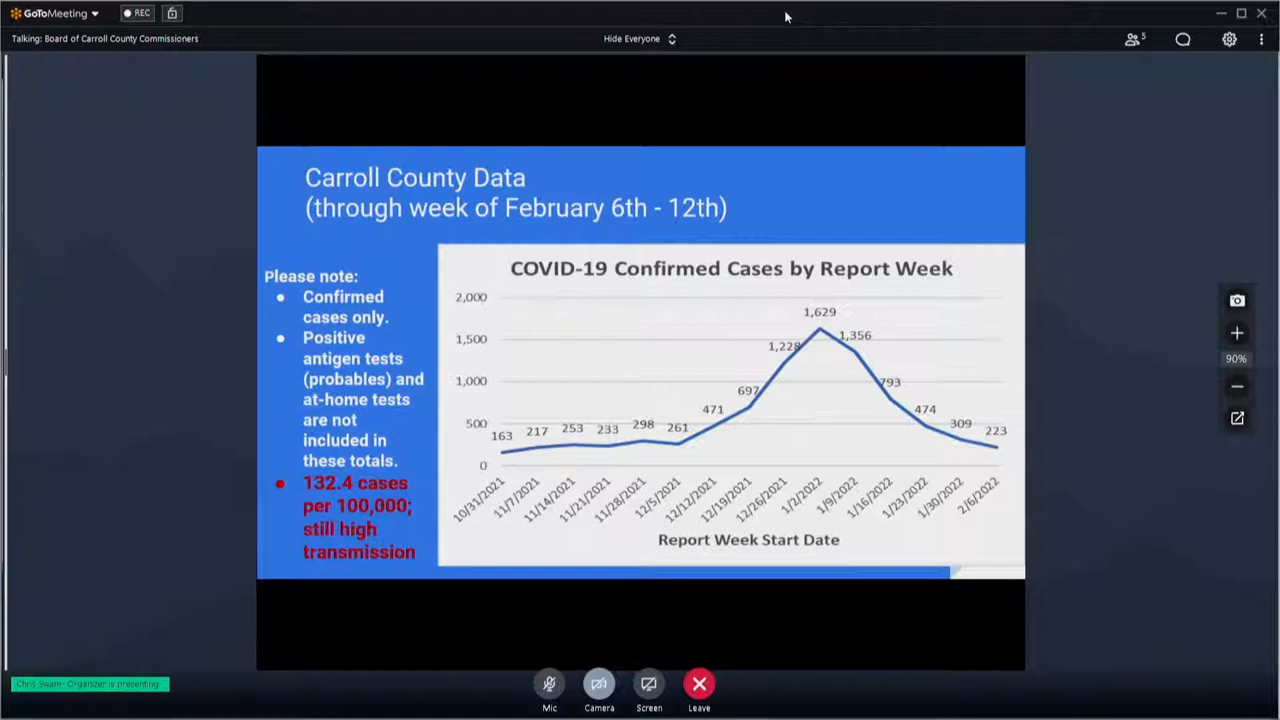 GoToMeeting
REC
Talking: Board of Carroll County Commissioners
Hide Everyone
5
Carroll County Data
(through week of February 6th - 12th)
Please note:
● Confirmed
cases only.
● Positive
antigen tests
(probables) and
at-home tests
are not
included in
these totals.
● 132.4 cases
per 100,000;
still high
transmission
COVID-19 Confirmed Cases by Report Week
2,000
1,500
1,000
500
0
163
217
253
233
298
261
471
697
1,228
1,629
1,356
793
474
309
223
10/31/2021
11/7/2021
11/14/2021
11/21/2021
11/28/2021
12/5/2021
12/12/2021
12/19/2021
12/26/2021
1/2/2022
1/9/2022
1/16/2022
1/23/2022
1/30/2022
2/6/2022
Report Week Start Date
90%
Chris Swam- Organizer is presenting
Mic
Camera
Screen
Leave